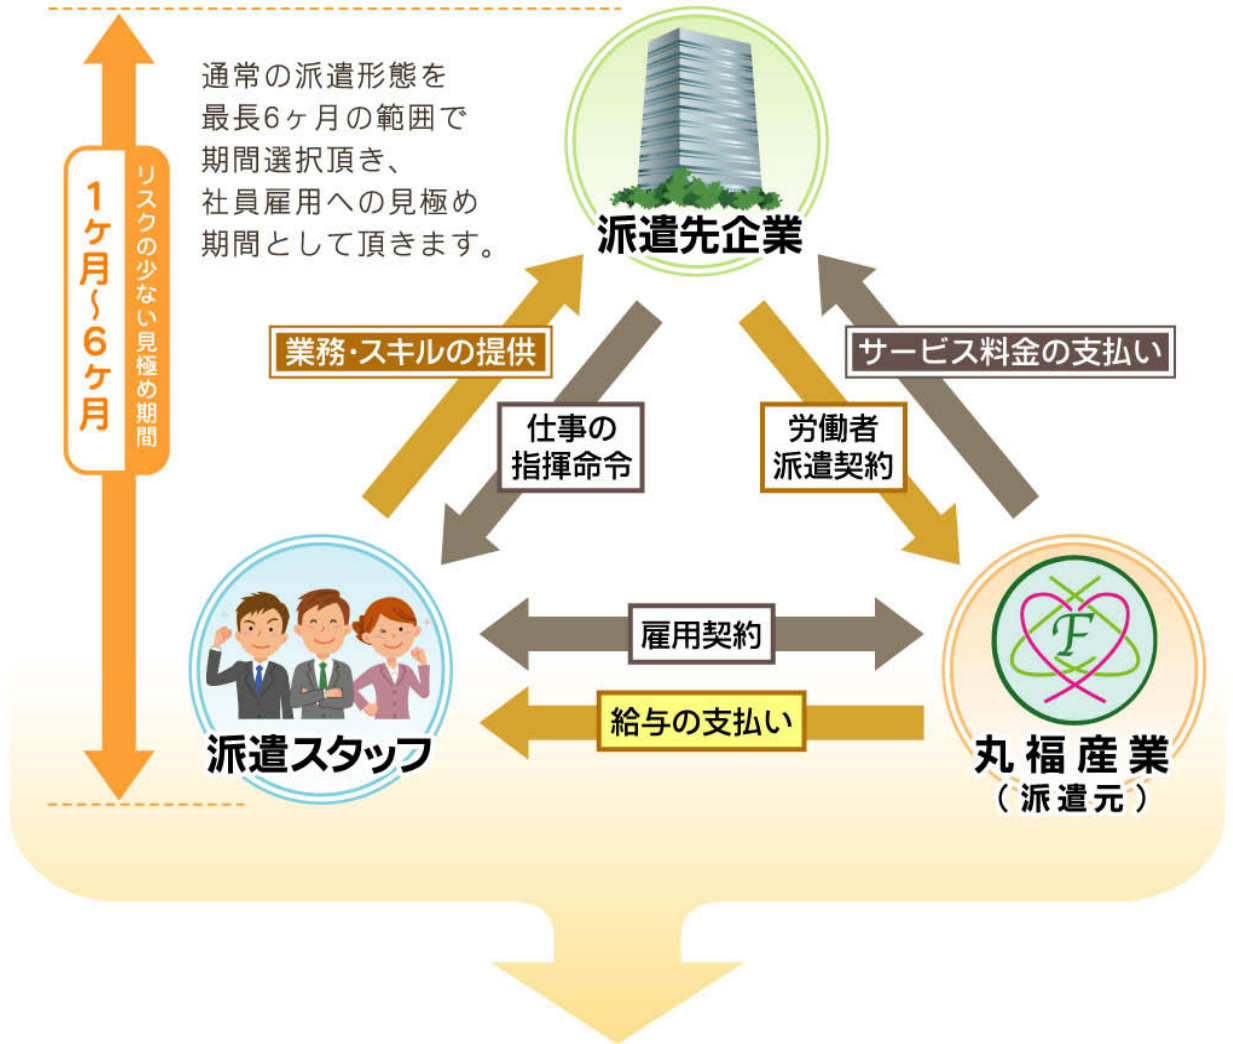 通常の派遣形態を
最長6ヶ月の範囲で
期間選択頂き、
社員雇用への見極め
期間として頂きます。
1ヶ月～6ヶ月
リスクの少ない見極め期間
派遣先企業
業務・スキルの提供
サービス料金の支払い
仕事の
指揮命令
労働者
派遣契約
雇用契約
給与の支払い
派遣スタッフ
F
丸福産業
（派遣元）